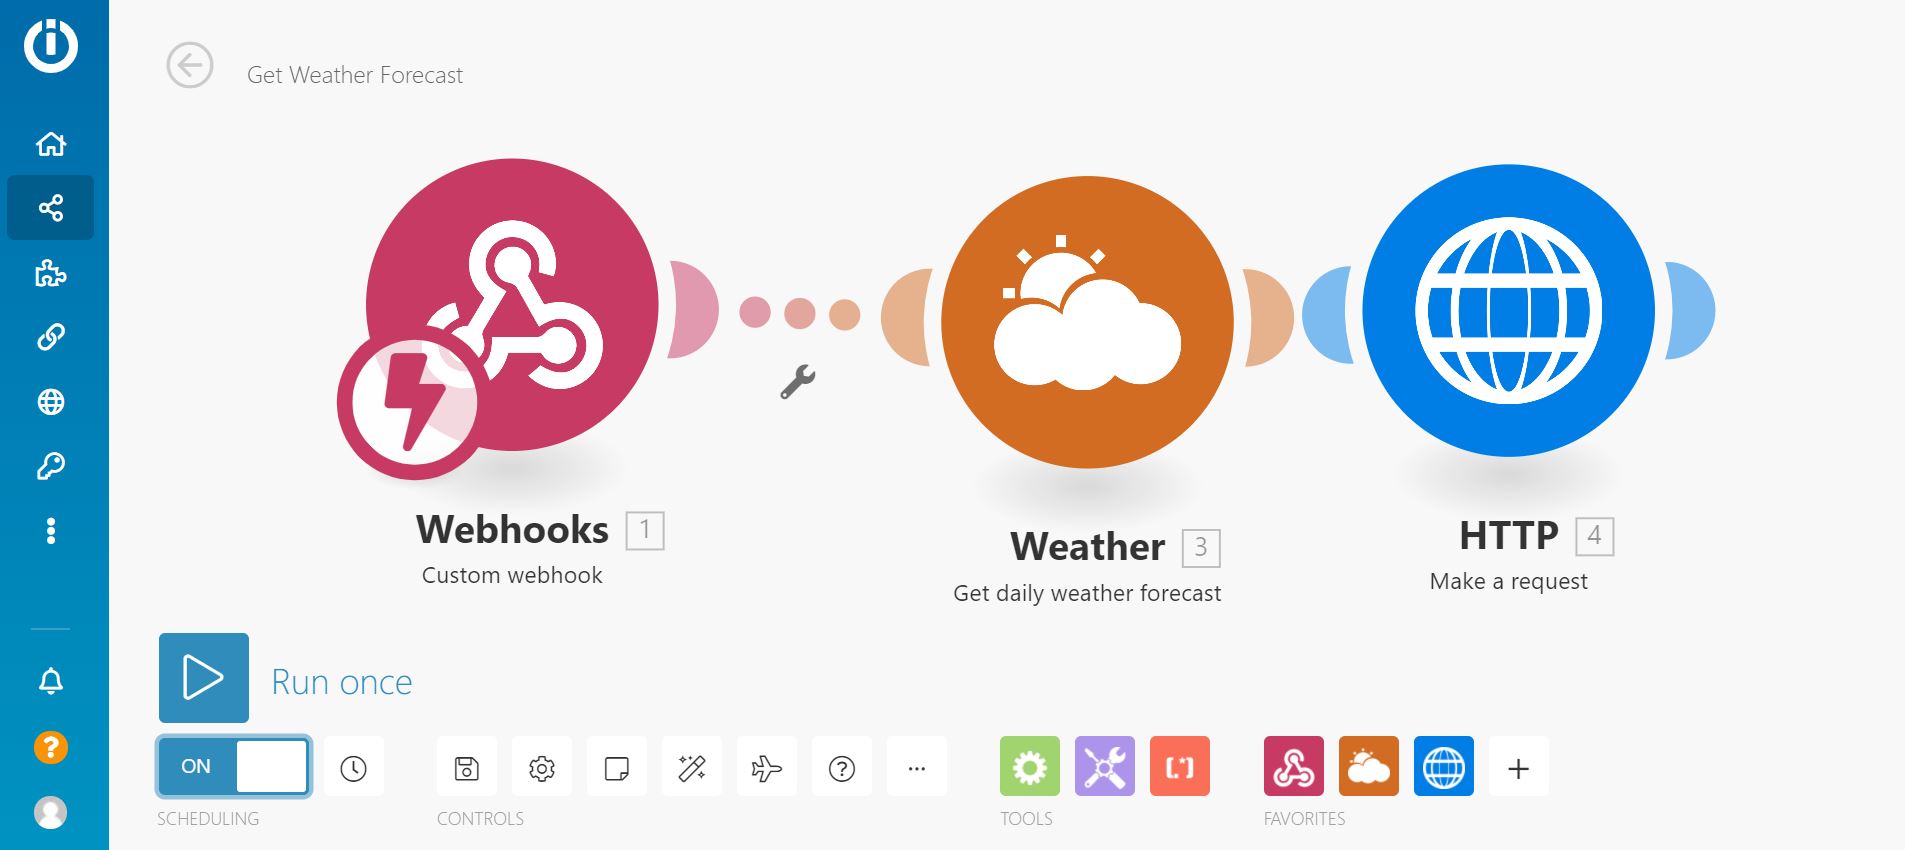 Get Weather Forecast
Webhooks 1
Custom webhook
Weather 3
Get daily weather forecast
HTTP 4
Make a request
Run once
ON
SCHEDULING
CONTROLS
TOOLS
FAVORITES